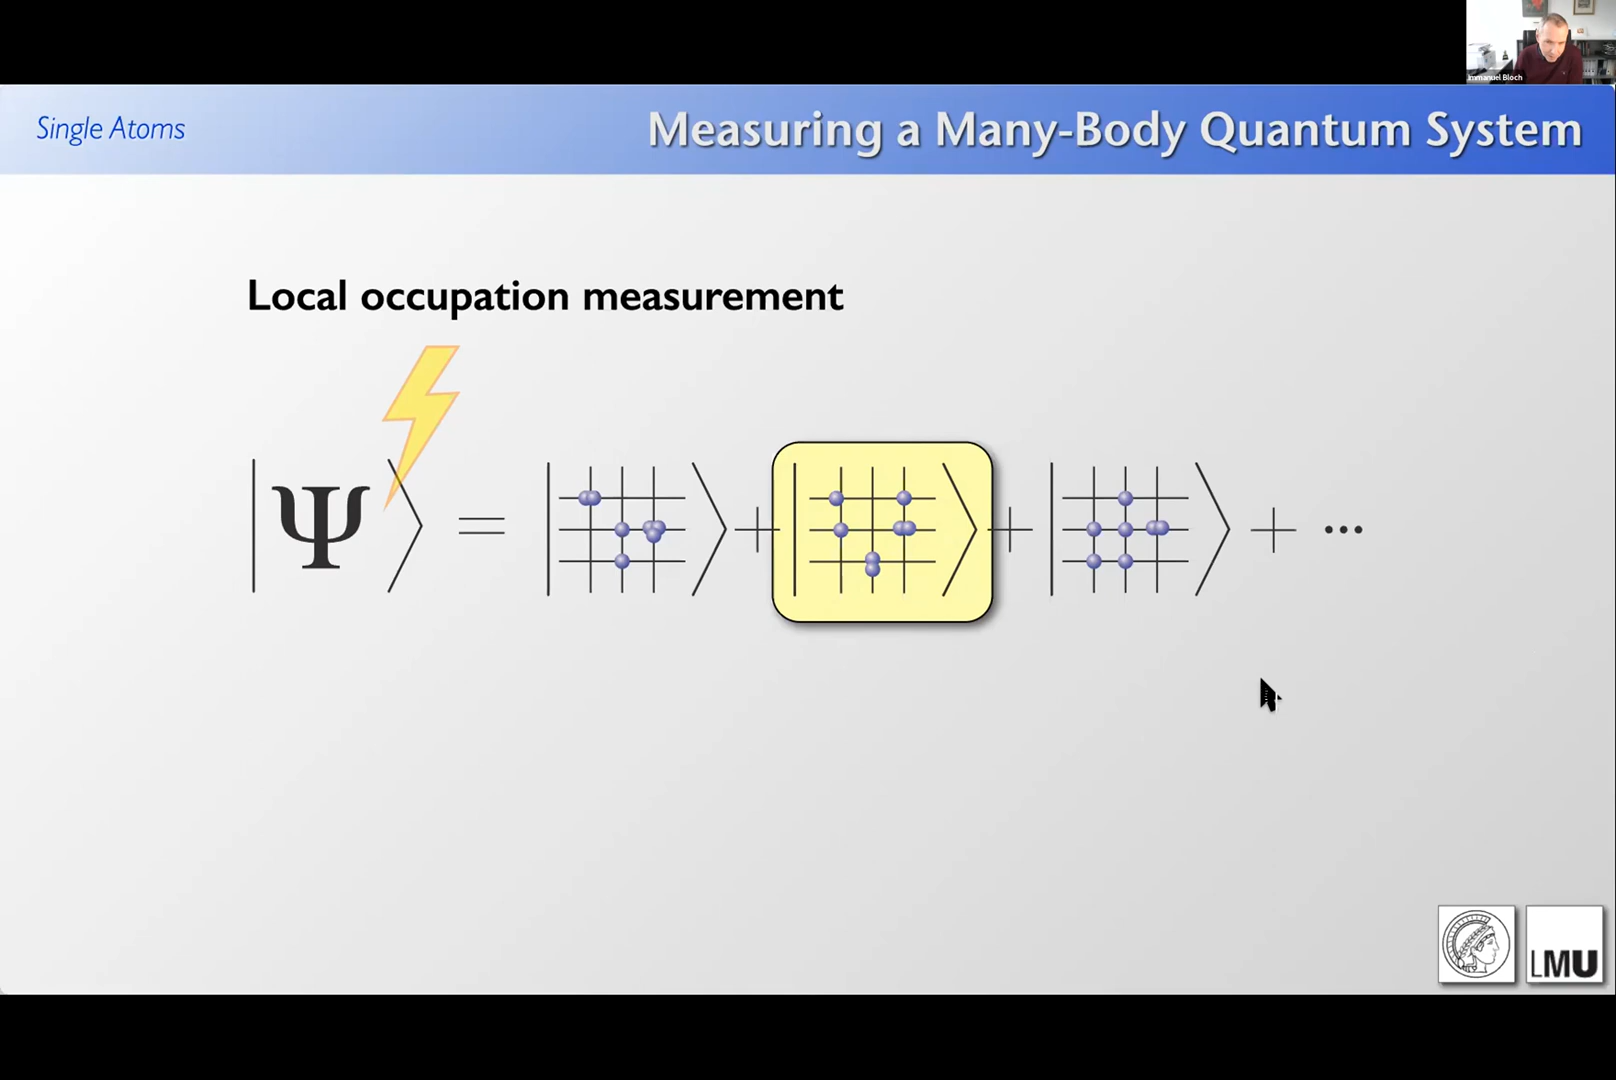 Immanuel Bloch
Single Atoms
Measuring a Many-Body Quantum System
Local occupation measurement
|Ψ⟩ = | ⟩ + | ⟩ + | ⟩ + ...
LMU